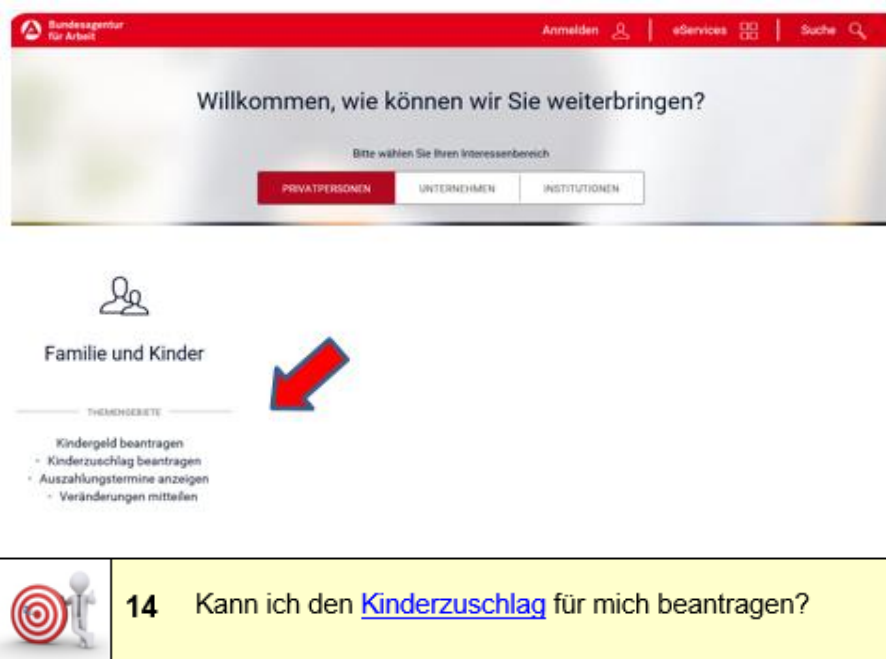 Bundesagentur
für Arbeit
Anmelden
eServices
Suche
Willkommen, wie können wir Sie weiterbringen?
Bitte wählen Sie Ihren Interessenbereich
PRIVATPERSONEN
UNTERNEHMEN
INSTITUTIONEN
Familie und Kinder
THEMENGEBIETE
Kindergeld beantragen
- Kinderzuschlag beantragen
- Auszahlungstermine anzeigen
- Veränderungen mitteilen
14 Kann ich den Kinderzuschlag für mich beantragen?